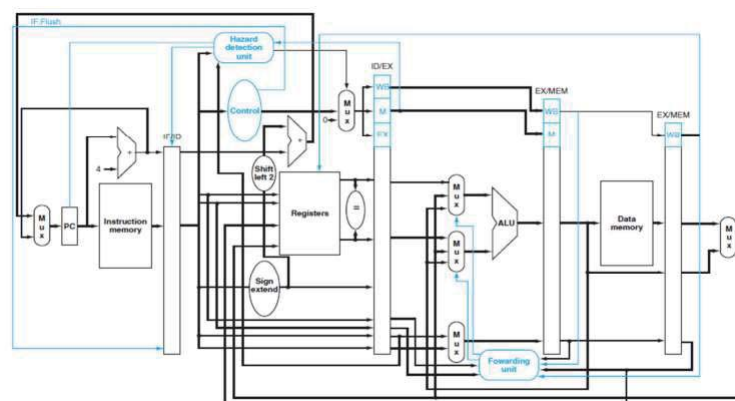 IF.Flush
Hazard
detection
unit
ID/EX
WB
M
EX
Control
0
M
u
x
EX/MEM
WB
M
EX/MEM
WB
IF/ID
4
+
+
Shift
left 2
M
u
x
PC
Instruction
memory
Registers
=
M
u
x
M
u
x
ALU
Data
memory
M
u
x
Sign
extend
M
u
x
Fowarding
unit